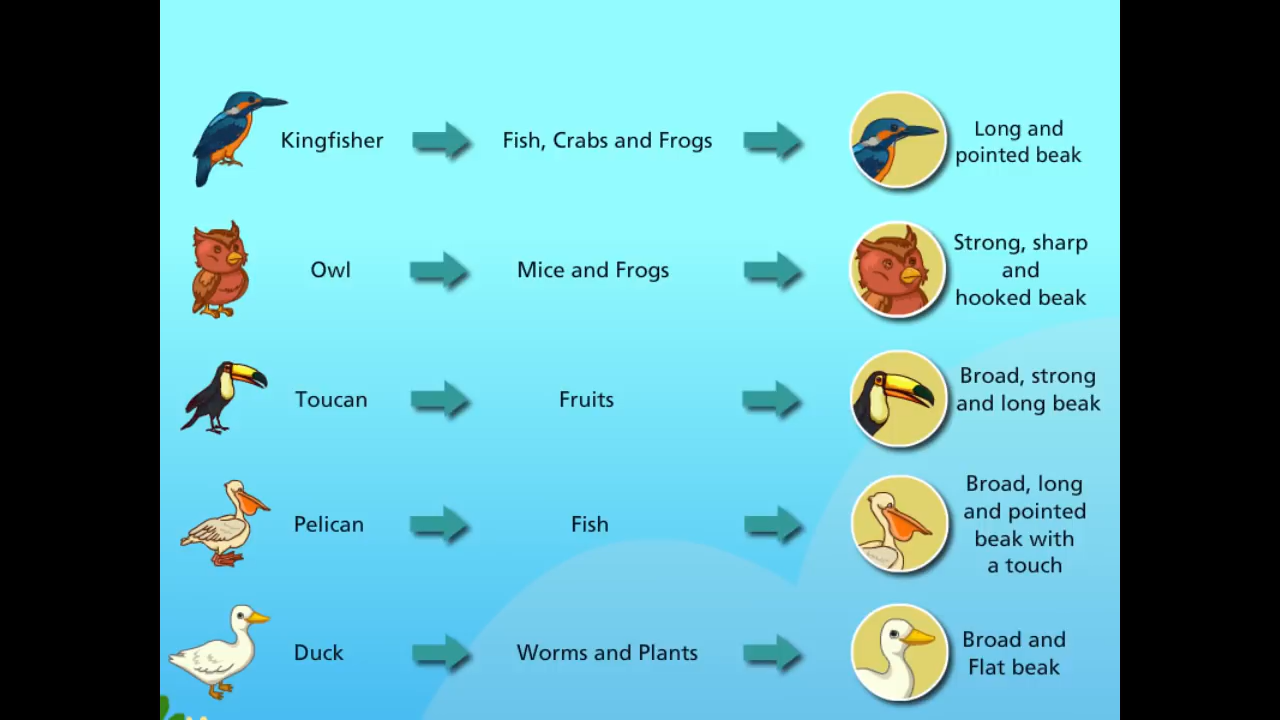 Kingfisher
Fish, Crabs and Frogs
Long and
pointed beak
Owl
Mice and Frogs
Strong, sharp
and
hooked beak
Toucan
Fruits
Broad, strong
and long beak
Pelican
Fish
Broad, long
and pointed
beak with
a touch
Duck
Worms and Plants
Broad and
Flat beak